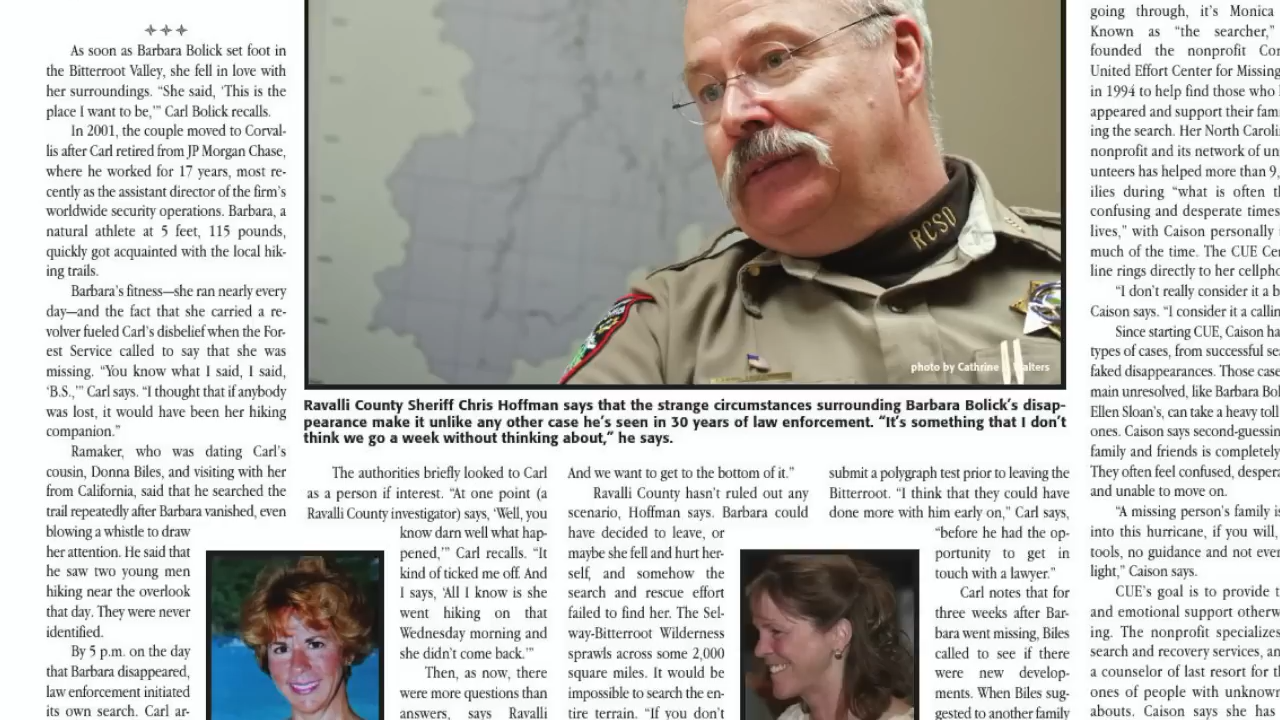 As soon as Barbara Bolick set foot in
the Bitterroot Valley, she fell in love with
her surroundings. “She said, ‘This is the
place I want to be,’” Carl Bolick recalls.
In 2001, the couple moved to Corval-
lis after Carl retired from JP Morgan Chase,
where he worked for 17 years, most re-
cently as the assistant director of the firm’s
worldwide security operations. Barbara, a
natural athlete at 5 feet, 115 pounds,
quickly got acquainted with the local hik-
ing trails.
Barbara’s fitness—she ran nearly every
day—and the fact that she carried a re-
volver fueled Carl’s disbelief when the For-
est Service called to say that she was
missing. “You know what I said, I said,
‘B.S.,’” Carl says. “I thought that if anybody
was lost, it would have been her hiking
companion.”
Ramaker, who was dating Carl’s
cousin, Donna Biles, and visiting with her
from California, said that he searched the
trail repeatedly after Barbara vanished, even
blowing a whistle to draw
her attention. He said that
he saw two young men
hiking near the overlook
that day. They were never
identified.
By 5 p.m. on the day
that Barbara disappeared,
law enforcement initiated
its own search. Carl ar-
RCSO
photo by Cathrine
Ravalli County Sheriff Chris Hoffman says that the strange circumstances surrounding Barbara Bolick’s disap-
pearance make it unlike any other case he’s seen in 30 years of law enforcement. “It’s something that I don’t
think we go a week without thinking about,” he says.
The authorities briefly looked to Carl
as a person if interest. “At one point (a
Ravalli County investigator) says, ‘Well, you
know darn well what hap-
pened,’” Carl recalls. “It
kind of ticked me off. And
I says, ‘All I know is she
went hiking on that
Wednesday morning and
she didn’t come back.’”
Then, as now, there
were more questions than
answers, says Ravalli
And we want to get to the bottom of it.”
Ravalli County hasn’t ruled out any
scenario, Hoffman says. Barbara could
have decided to leave, or
maybe she fell and hurt her-
self, and somehow the
search and rescue effort
failed to find her. The Sel-
way-Bitterroot Wilderness
sprawls across some 2,000
square miles. It would be
impossible to search the en-
tire terrain. “If you don’t
submit a polygraph test prior to leaving the
Bitterroot. “I think that they could have
done more with him early on,” Carl says,
“before he had the op-
portunity to get in
touch with a lawyer.”
Carl notes that for
three weeks after Bar-
bara went missing, Biles
called to see if there
were new develop-
ments. When Biles sug-
gested to another family
going through, it’s Monica
Known as “the searcher,”
founded the nonprofit
United Effort Center for Missing
in 1994 to help find those who
appeared and support their
ing the search. Her North
nonprofit and its network of
unteers has helped more than 9,
ilies during “what is often
confusing and desperate times
lives,” with Caison personally
much of the time. The CUE
line rings directly to her
“I don’t really consider it a
Caison says. “I consider it a
Since starting CUE, Caison
types of cases, from successful
faked disappearances. Those
main unresolved, like Barbara
Ellen Sloan’s, can take a heavy
ones. Caison says
family and friends is completely
They often feel confused,
and unable to move on.
“A missing person’s family
into this hurricane, if you will,
tools, no guidance and not
light,” Caison says.
CUE’s goal is to provide
and emotional support
ing. The nonprofit
search and recovery services,
a counselor of last resort for
ones of people with
abouts. Caison says she has